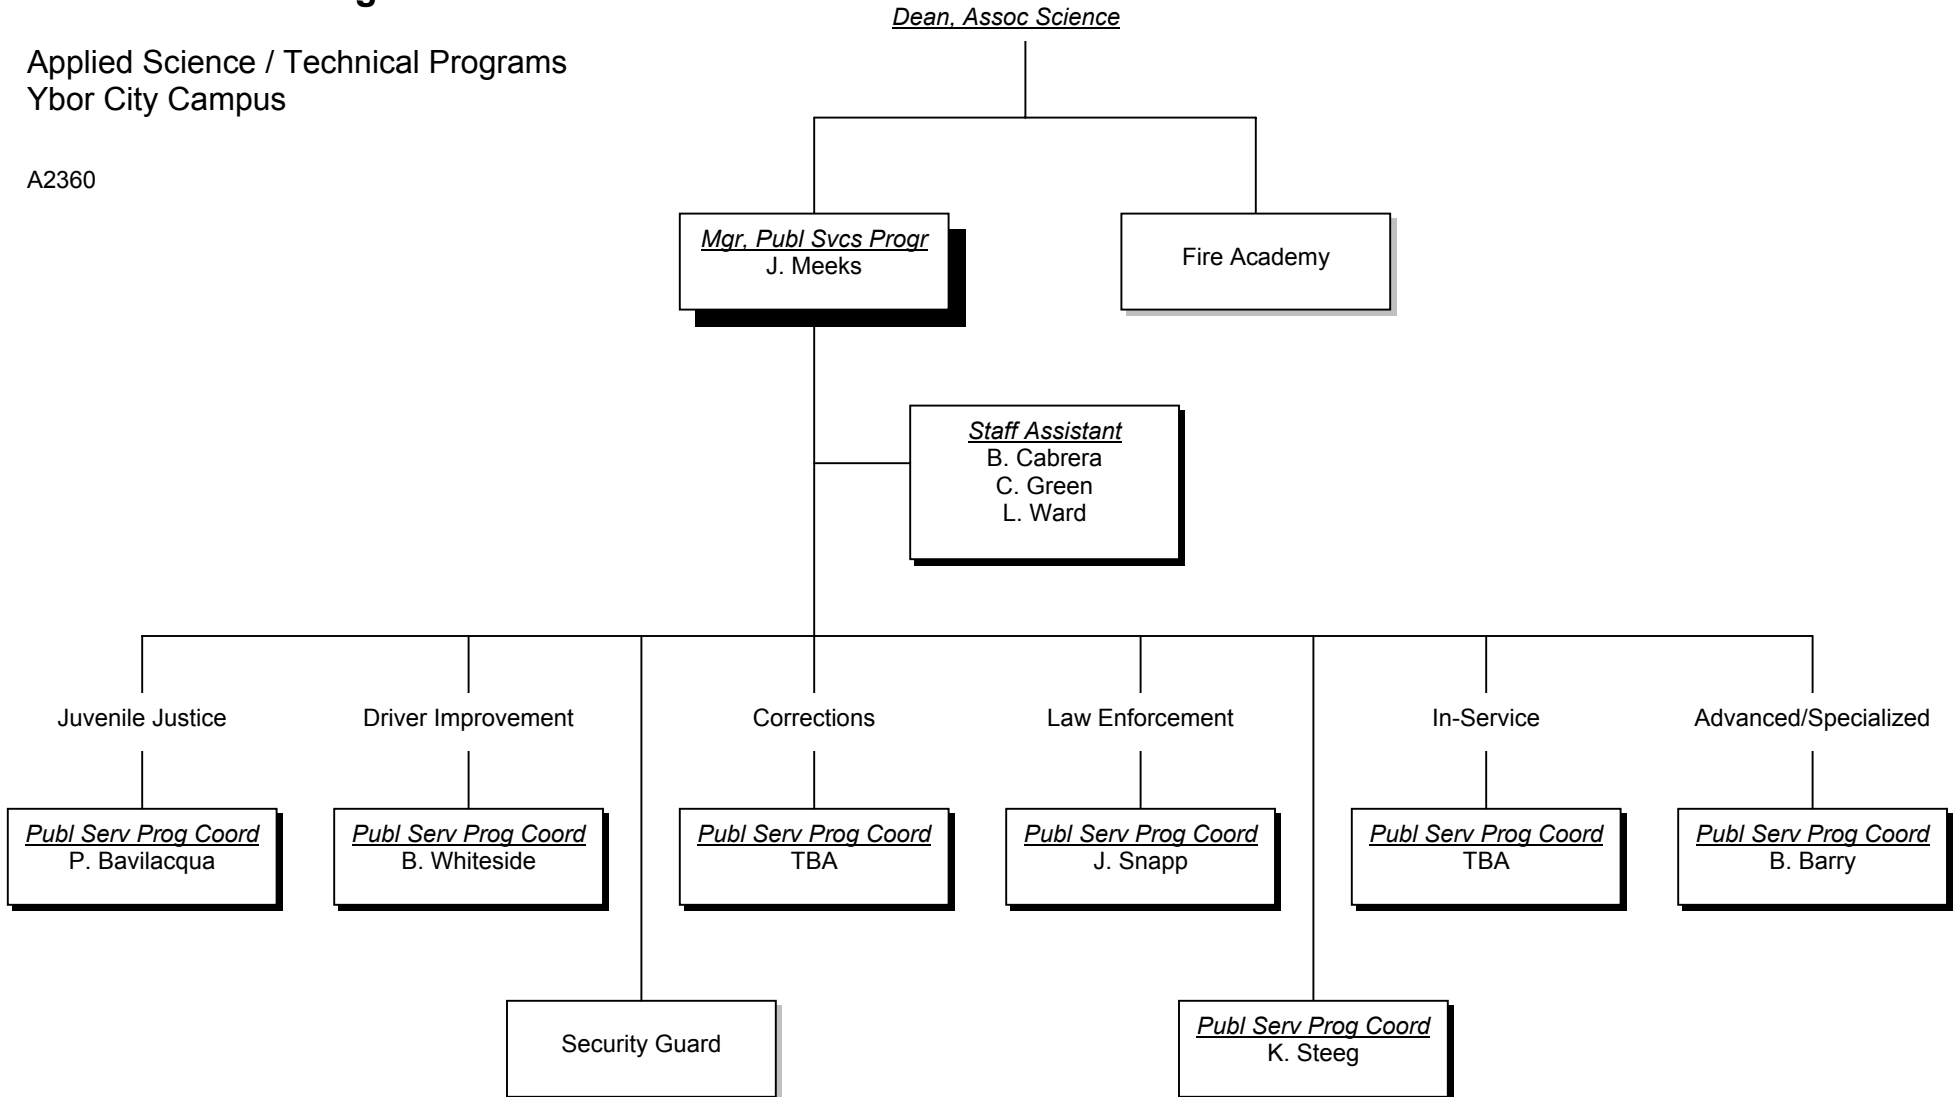 Dean, Assoc Science
Applied Science / Technical Programs
Ybor City Campus
A2360
Mgr, Publ Svcs Progr
J. Meeks
Fire Academy
Staff Assistant
B. Cabrera
C. Green
L. Ward
Juvenile Justice
Driver Improvement
Corrections
Law Enforcement
In-Service
Advanced/Specialized
Publ Serv Prog Coord
P. Bavilacqua
Publ Serv Prog Coord
B. Whiteside
Publ Serv Prog Coord
TBA
Publ Serv Prog Coord
J. Snapp
Publ Serv Prog Coord
TBA
Publ Serv Prog Coord
B. Barry
Security Guard
Publ Serv Prog Coord
K. Steeg